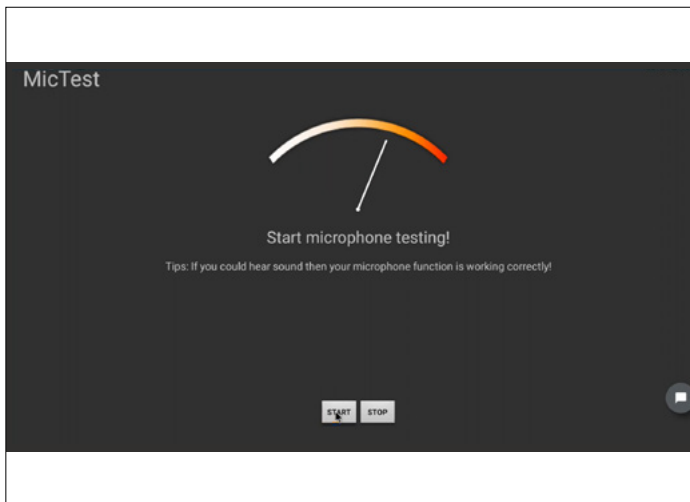 MicTest
Start microphone testing!
Tips: If you could hear sound then your microphone function is working correctly!
START STOP